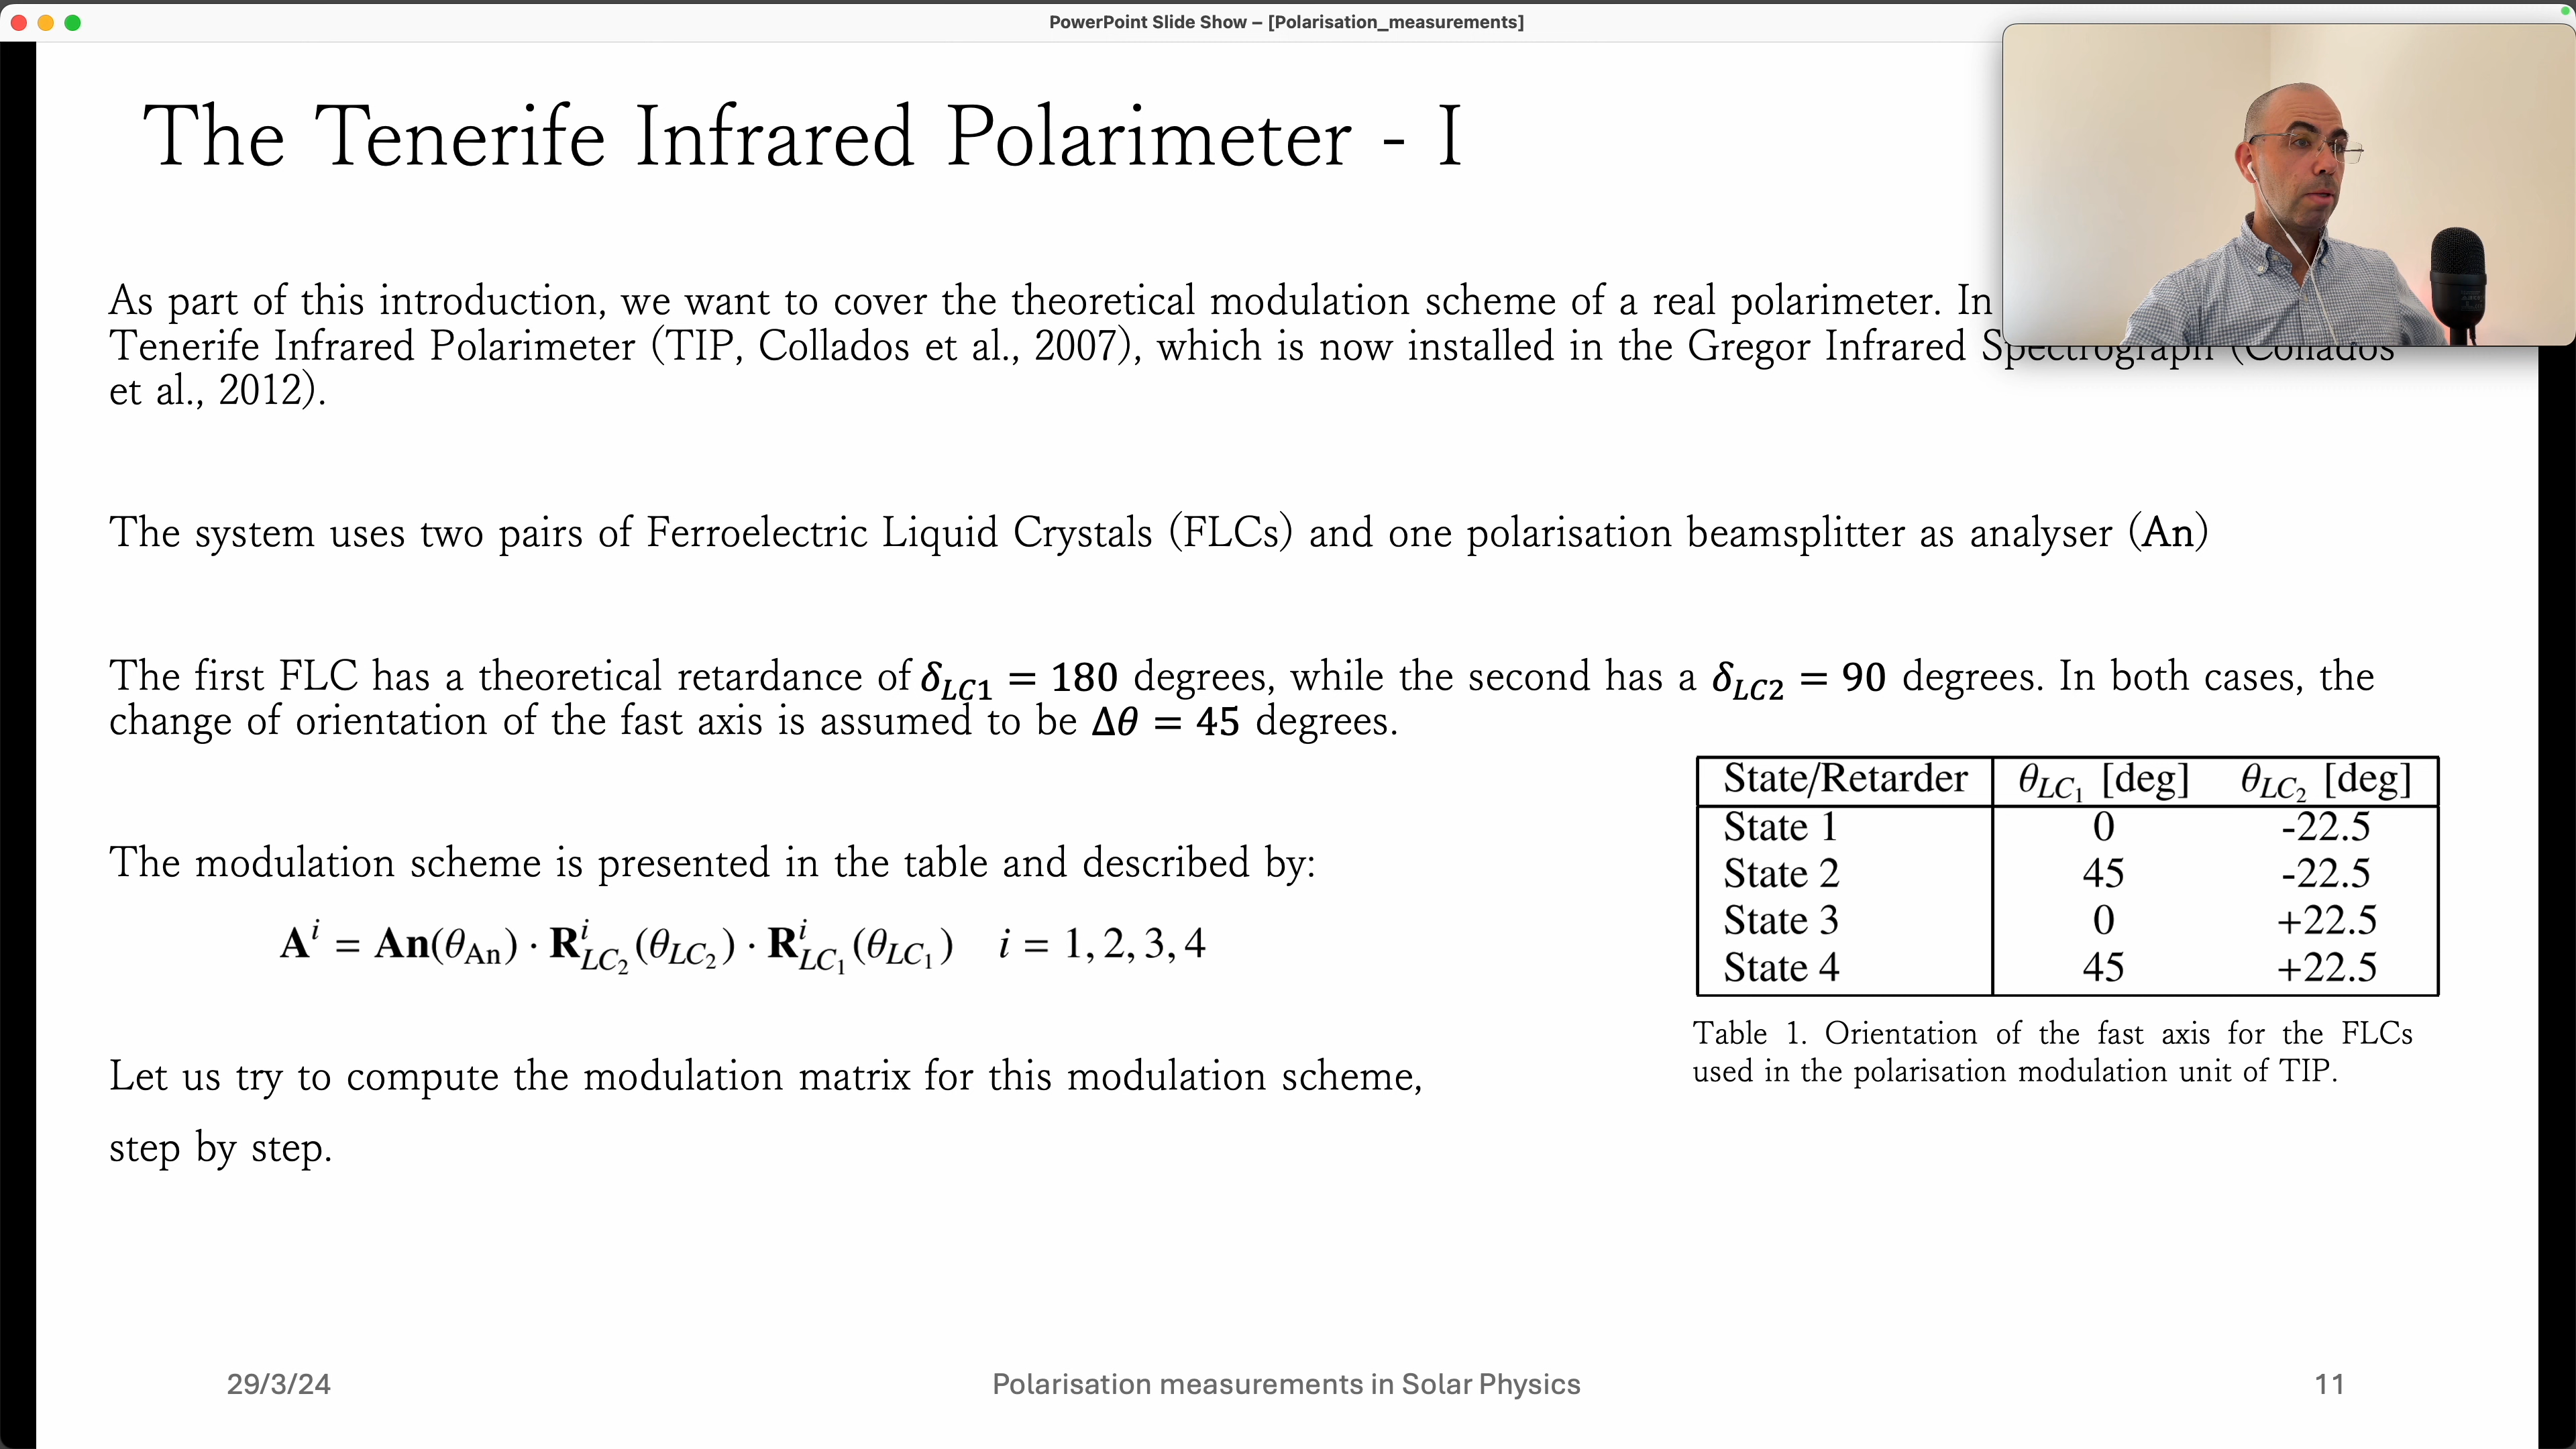 PowerPoint Slide Show – [Polarisation_measurements]
The Tenerife Infrared Polarimeter - I
As part of this introduction, we want to cover the theoretical modulation scheme of a real polarimeter. In
Tenerife Infrared Polarimeter (TIP, Collados et al., 2007), which is now installed in the Gregor Infrared Spectrograph (Collados
et al., 2012).
The system uses two pairs of Ferroelectric Liquid Crystals (FLCs) and one polarisation beamsplitter as analyser (An)
The first FLC has a theoretical retardance of δ_LC1 = 180 degrees, while the second has a δ_LC2 = 90 degrees. In both cases, the
change of orientation of the fast axis is assumed to be Δθ = 45 degrees.
The modulation scheme is presented in the table and described by:
A^i = An(θ_An) · R^i_LC₂(θ_LC₂) · R^i_LC₁(θ_LC₁) i = 1, 2, 3, 4
Let us try to compute the modulation matrix for this modulation scheme,
step by step.
State/Retarder θ_LC₁ [deg] θ_LC₂ [deg]
State 1 0 -22.5
State 2 45 -22.5
State 3 0 +22.5
State 4 45 +22.5
Table 1. Orientation of the fast axis for the FLCs
used in the polarisation modulation unit of TIP.
29/3/24 Polarisation measurements in Solar Physics 11